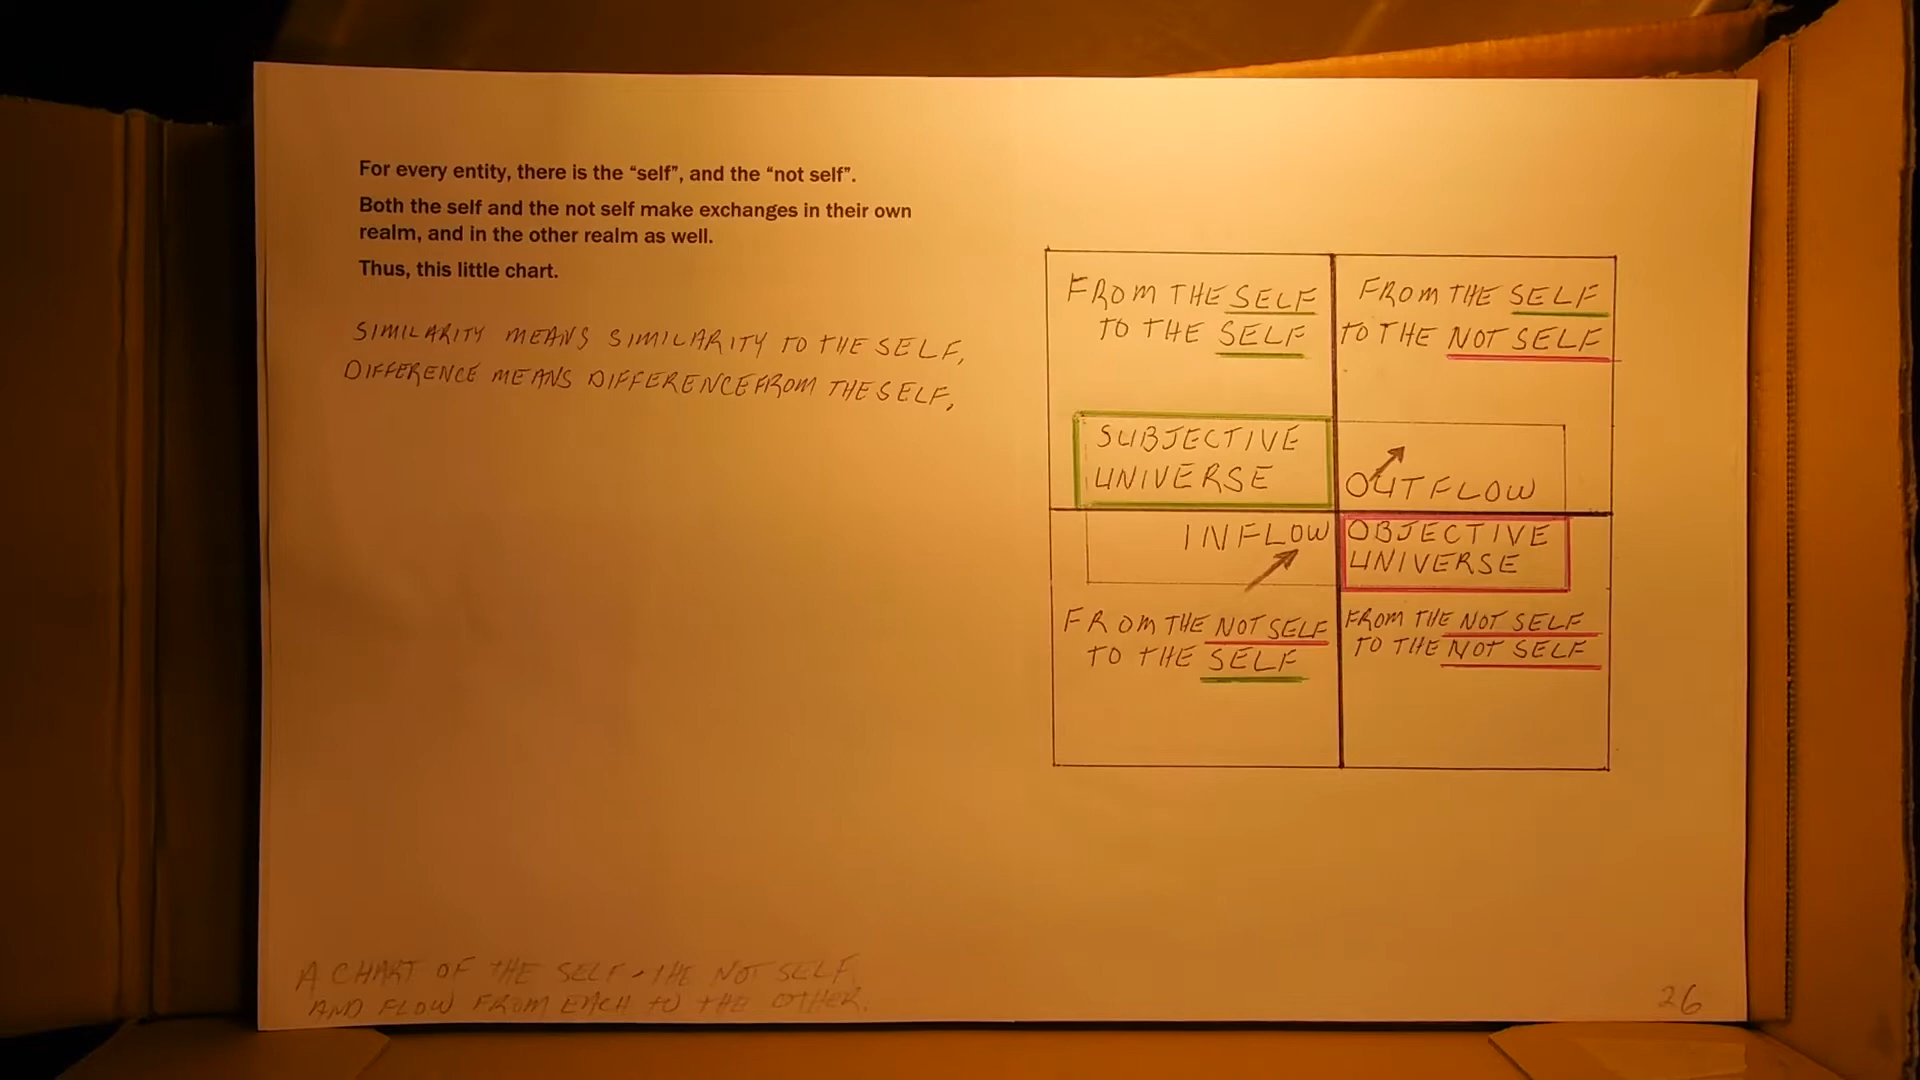 For every entity, there is the “self”, and the “not self”.
Both the self and the not self make exchanges in their own
realm, and in the other realm as well.
Thus, this little chart.
SIMILARITY MEANS SIMILARITY TO THE SELF,
DIFFERENCE MEANS DIFFERENCE FROM THE SELF,
FROM THE SELF
TO THE SELF
SUBJECTIVE
UNIVERSE
FROM THE SELF
TO THE NOT SELF
OUTFLOW
INFLOW
FROM THE NOT SELF
TO THE SELF
OBJECTIVE
UNIVERSE
FROM THE NOT SELF
TO THE NOT SELF
A CHART OF THE SELF - THE NOT SELF
AND FLOW FROM EACH TO THE OTHER.
26